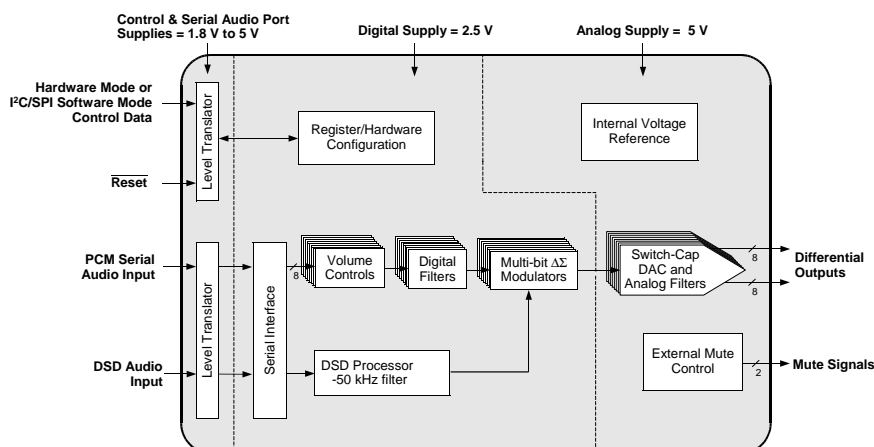 Control & Serial Audio Port
Supplies = 1.8 V to 5 V
Digital Supply = 2.5 V
Analog Supply = 5 V
Hardware Mode or
I²C/SPI Software Mode
Control Data
Reset
Level Translator
Register/Hardware
Configuration
Internal Voltage
Reference
PCM Serial
Audio Input
DSD Audio
Input
Level Translator
Serial Interface
8
Volume
Controls
Digital
Filters
Multi-bit ΔΣ
Modulators
Switch-Cap
DAC and
Analog Filters
8
8
Differential
Outputs
DSD Processor
-50 kHz filter
External Mute
Control
2
Mute Signals